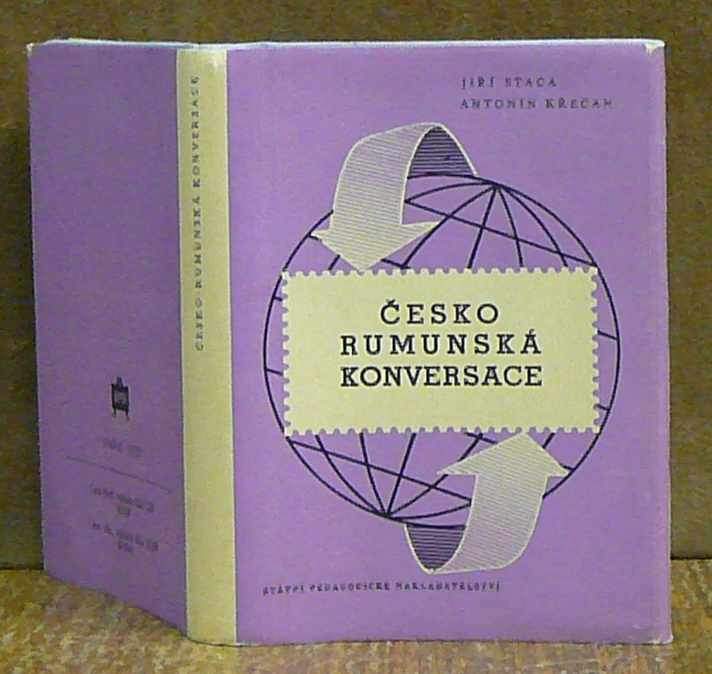 JIŘÍ STACA
ANTONÍN KŘEČAN
ČESKO
RUMUNSKÁ
KONVERSACE
STÁTNÍ PEDAGOGICKÉ NAKLADATELSTVÍ
ČESKO RUMUNSKÁ KONVERSACE